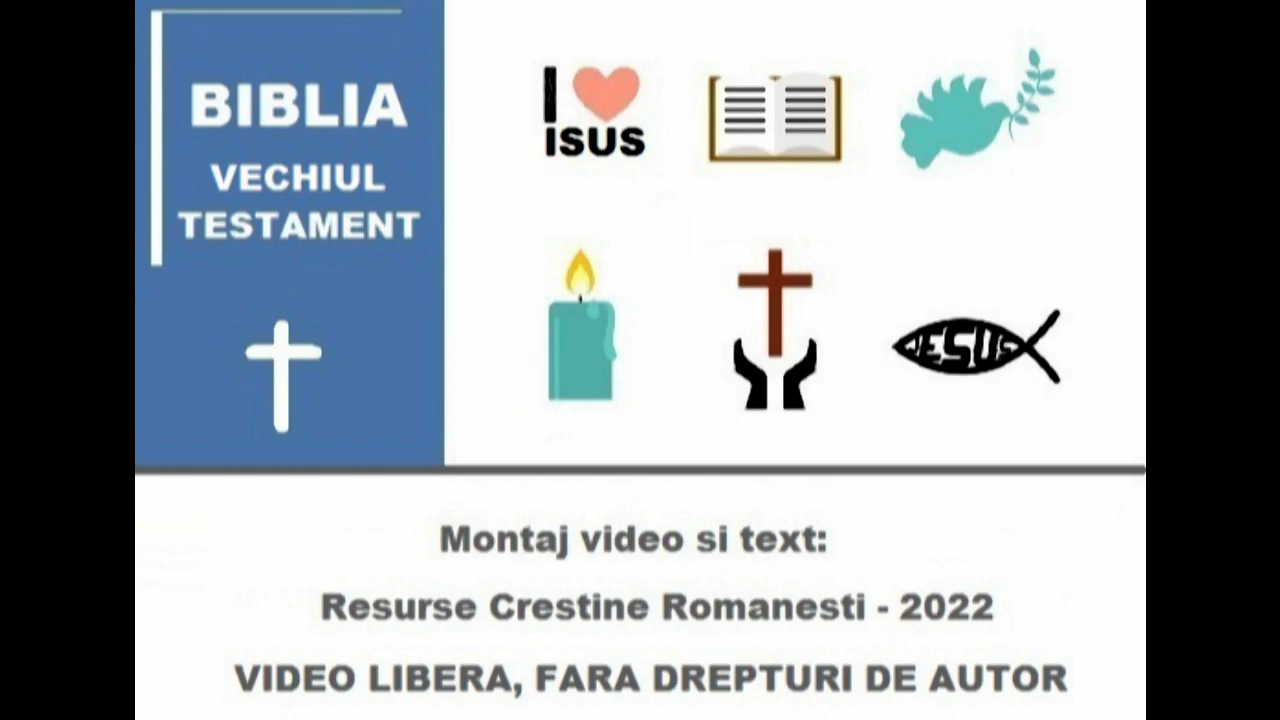 BIBLIA
VECHIUL
TESTAMENT
I
ISUS
JESUS
Montaj video si text:
Resurse Crestine Romanesti - 2022
VIDEO LIBERA, FARA DREPTURI DE AUTOR